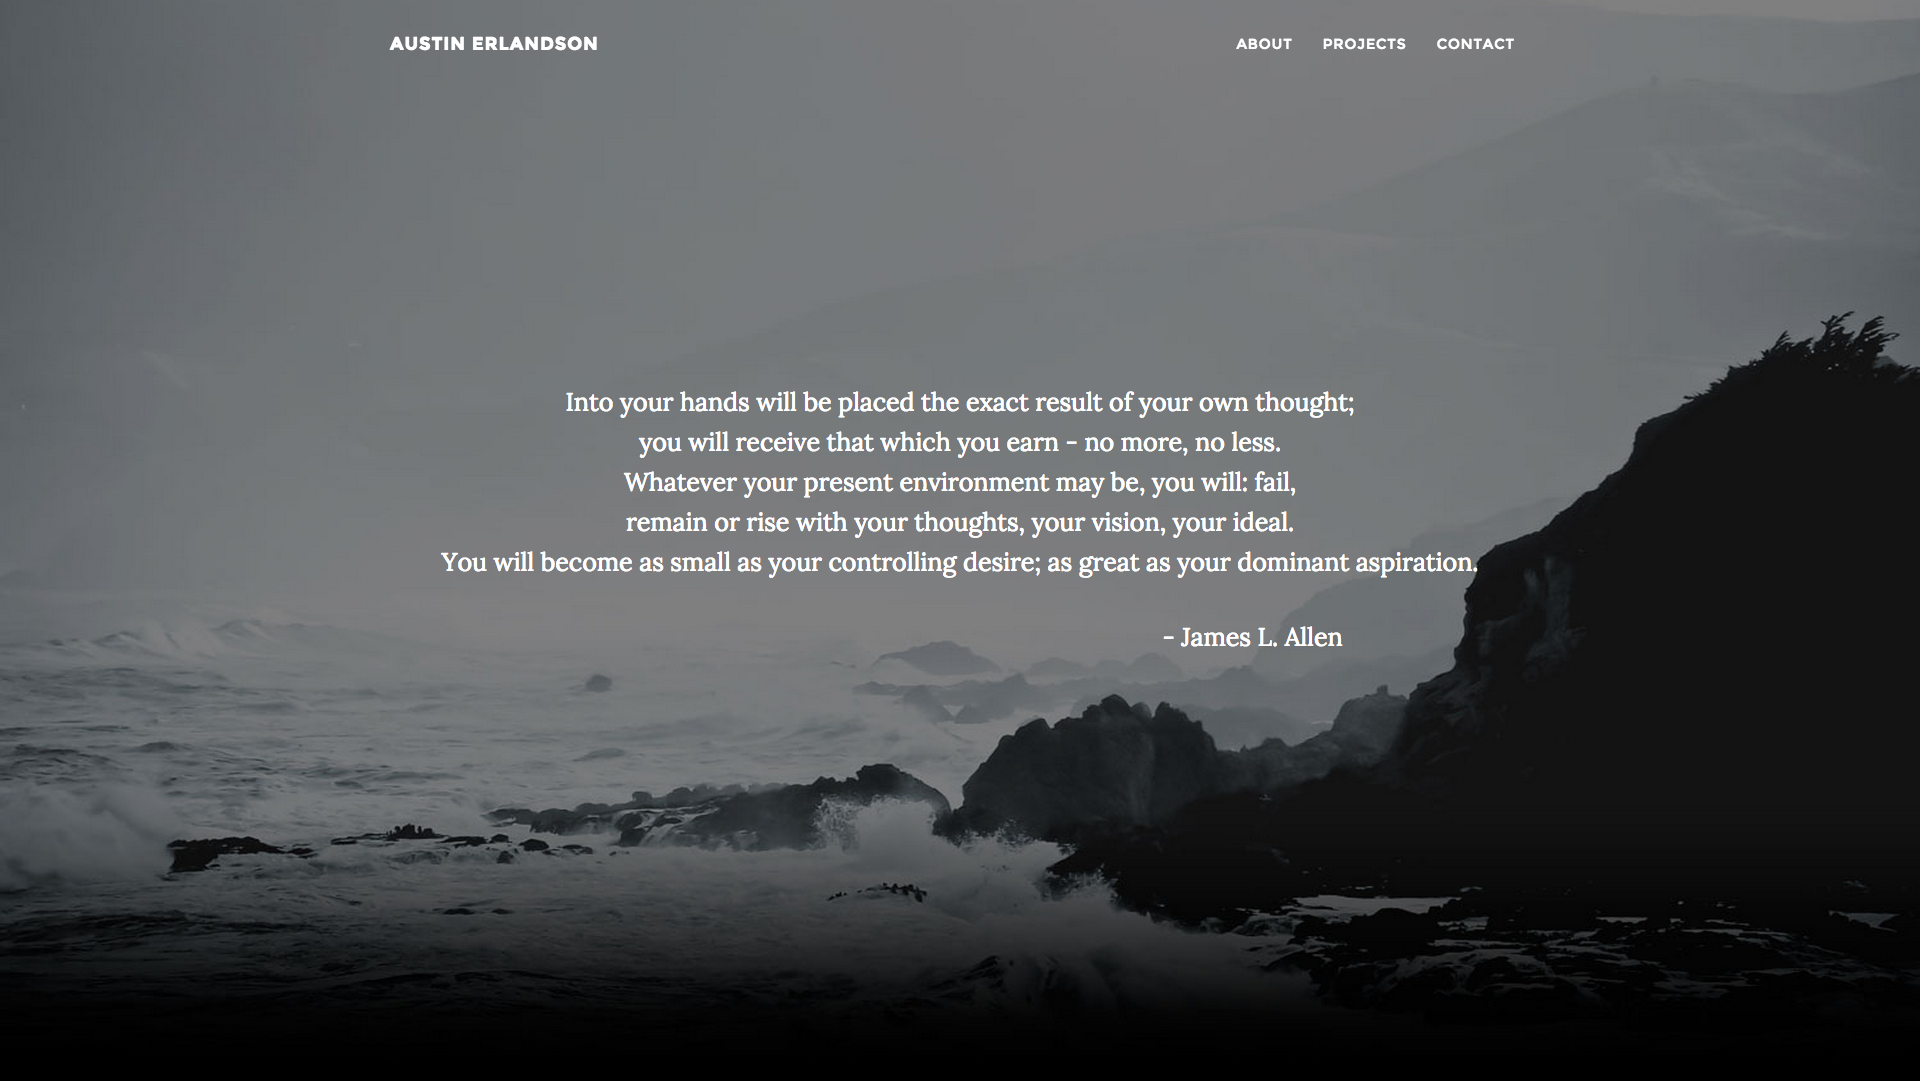 AUSTIN ERLANDSON
ABOUT PROJECTS CONTACT
Into your hands will be placed the exact result of your own thought;
you will receive that which you earn - no more, no less.
Whatever your present environment may be, you will: fail,
remain or rise with your thoughts, your vision, your ideal.
You will become as small as your controlling desire; as great as your dominant aspiration.
- James L. Allen